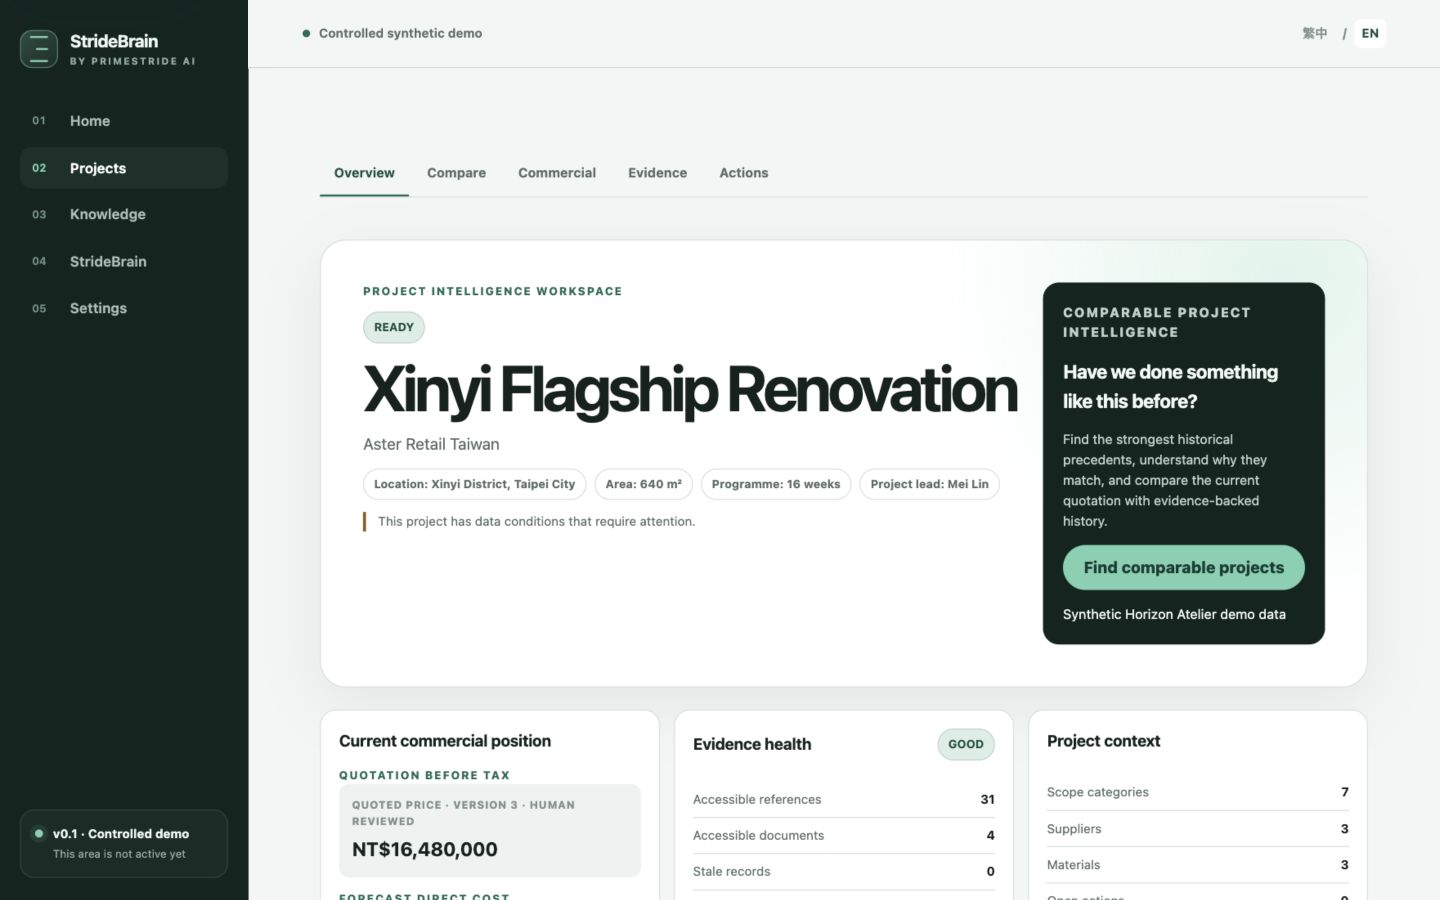 StrideBrain
BY PRIMESTRIDE AI
01 Home
02 Projects
03 Knowledge
04 StrideBrain
05 Settings
v0.1 · Controlled demo
This area is not active yet
Controlled synthetic demo
繁中 / EN
Overview Compare Commercial Evidence Actions
PROJECT INTELLIGENCE WORKSPACE
READY
Xinyi Flagship Renovation
Aster Retail Taiwan
Location: Xinyi District, Taipei City Area: 640 m² Programme: 16 weeks Project lead: Mei Lin
This project has data conditions that require attention.
COMPARABLE PROJECT
INTELLIGENCE
Have we done something
like this before?
Find the strongest historical
precedents, understand why they
match, and compare the current
quotation with evidence-backed
history.
Find comparable projects
Synthetic Horizon Atelier demo data
Current commercial position
QUOTATION BEFORE TAX
QUOTED PRICE · VERSION 3 · HUMAN
REVIEWED
NT$16,480,000
FORECAST DIRECT COST
Evidence health GOOD
Accessible references 31
Accessible documents 4
Stale records 0
Project context
Scope categories 7
Suppliers 3
Materials 3
Open actions